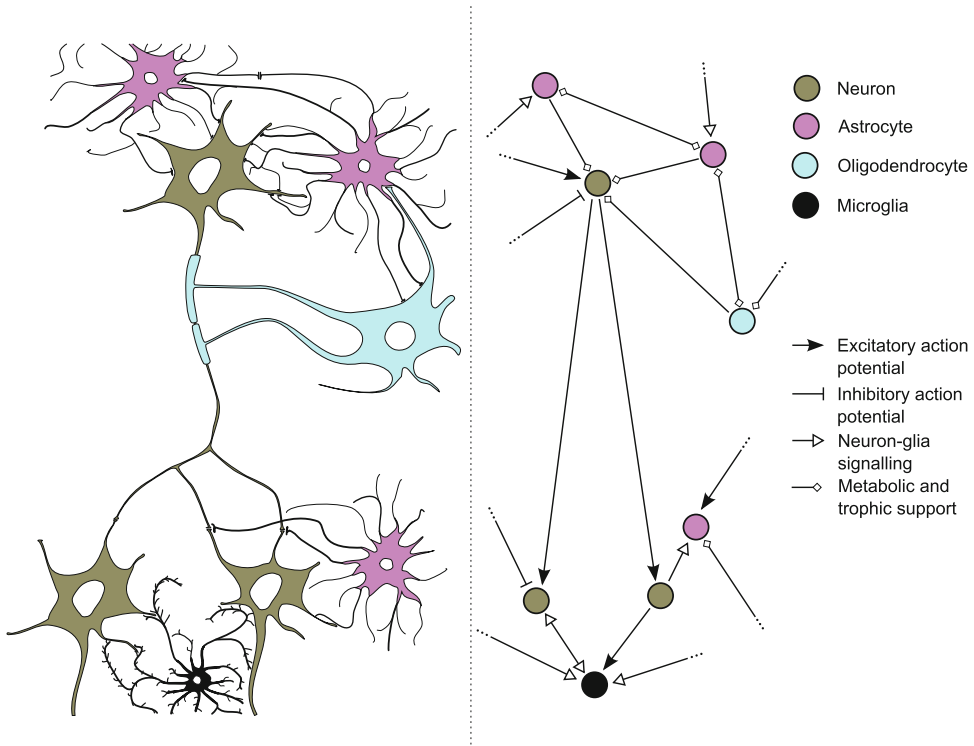 Neuron
Astrocyte
Oligodendrocyte
Microglia
Excitatory action
potential
Inhibitory action
potential
Neuron-glia
signalling
Metabolic and
trophic support